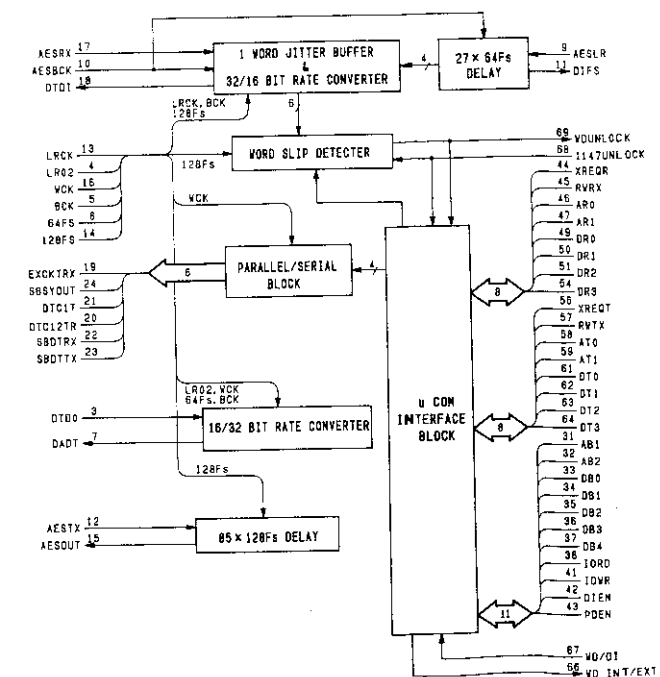 AESRX 17
AESBCK 10
DTDI 18
1 WORD JITTER BUFFER
&
32/16 BIT RATE CONVERTER
4
27×64Fs
DELAY
9 AESLR
11 DIFS
LRCK, BCK
128Fs
6
LRCK 13
LR02 4
WCK 16
BCK 5
64FS 6
128FS 14
128Fs
WORD SLIP DETECTER
69 WDUNLOCK
68 1147UNLOCK
WCK
EXCKTRX 19
SBSYOUT 24
DTC1T 21
DTC12TR 20
SBDTRX 22
SBDTTX 23
6
PARALLEL/SERIAL
BLOCK
4
44 XREQR
45 RWRX
46 AR0
47 AR1
49 DR0
50 DR1
51 DR2
54 DR3
8
56 XREQT
57 RWTX
58 AT0
59 AT1
61 DT0
62 DT1
63 DT2
64 DT3
8
u COM
INTERFACE
BLOCK
LR02, WCK
64Fs, BCK
DTDO 3
DADT 7
16/32 BIT RATE CONVERTER
128Fs
AESTX 12
AESOUT 15
85×128Fs DELAY
31 AB1
32 AB2
33 DB0
34 DB1
35 DB2
36 DB3
37 DB4
38 IORD
41 IOWR
42 DIEN
43 PDEN
11
67 WD/DI
66 WD INT/EXT